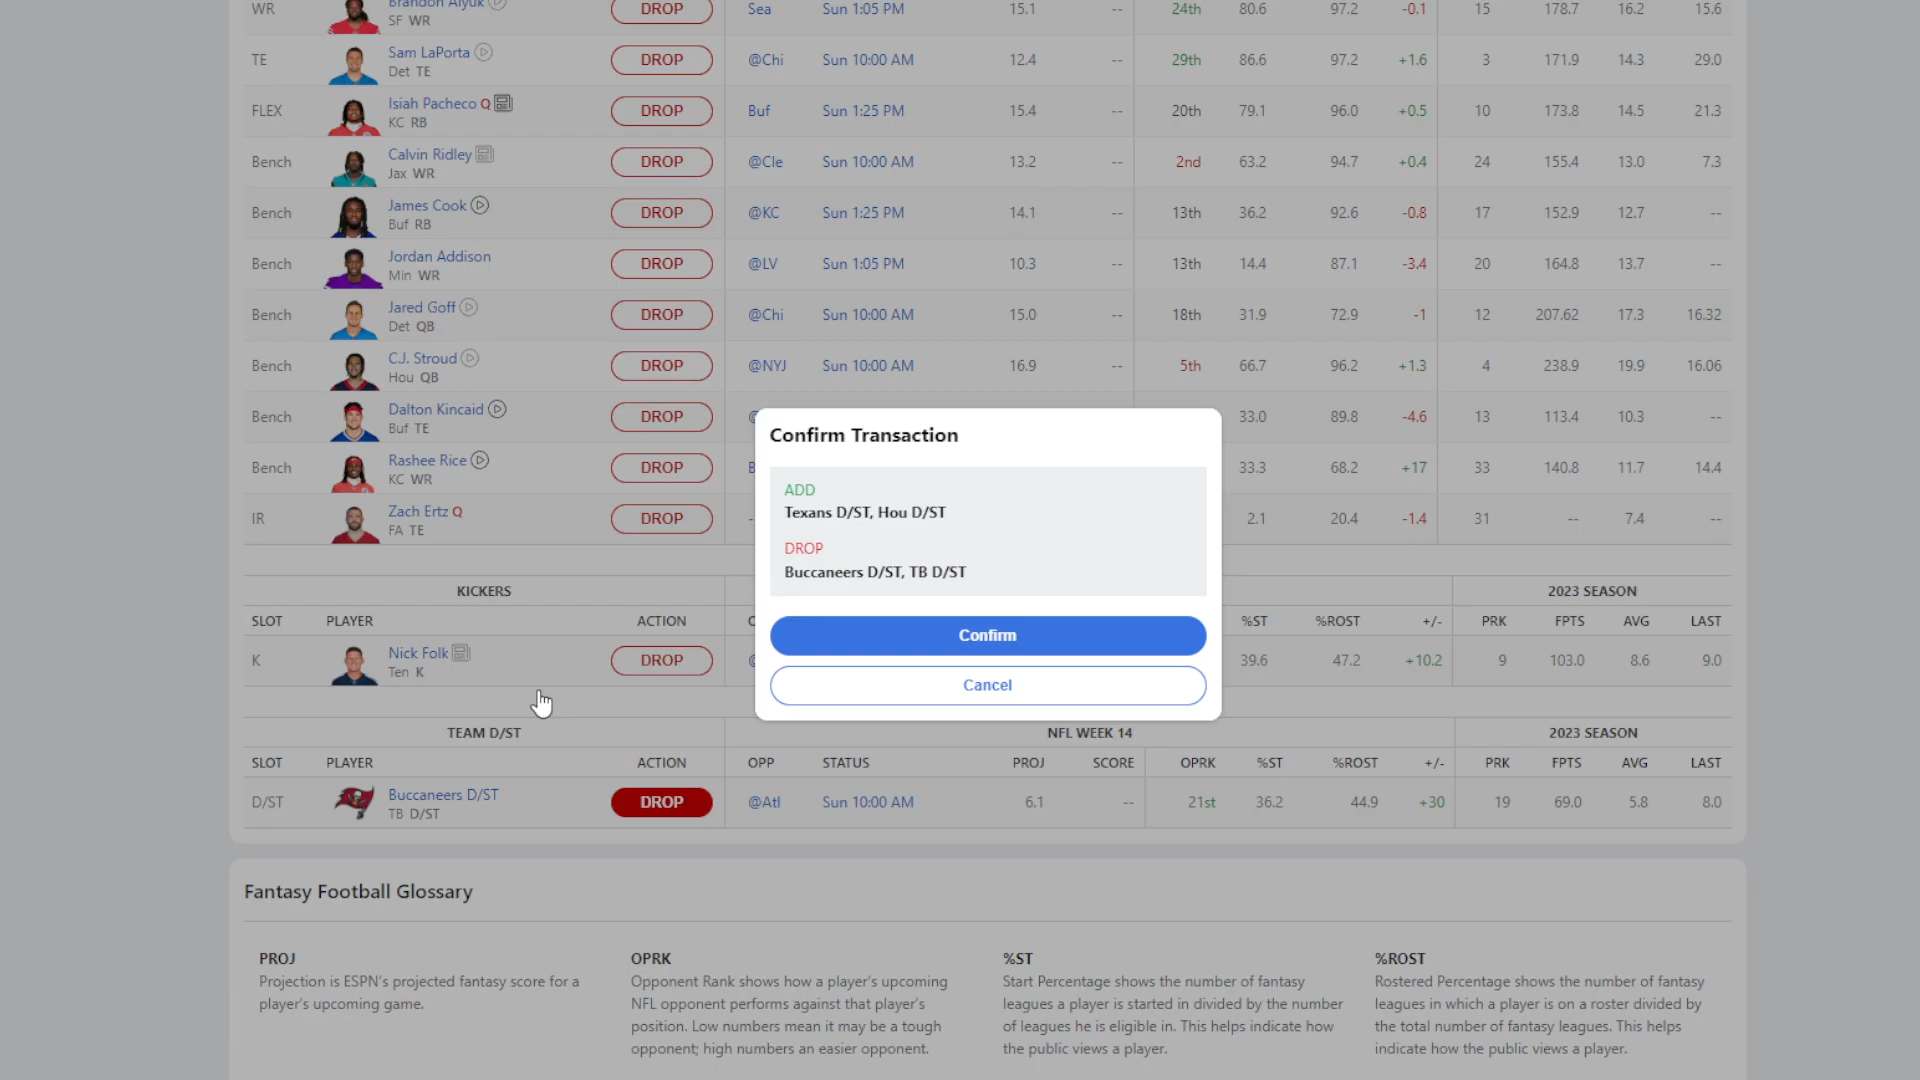 WR Brandon Aiyuk DROP Sea Sun 1:05 PM 15.1 -- 24th 80.6 97.2 -0.1 15 178.7 16.2 15.6
SF WR
TE Sam LaPorta DROP @Chi Sun 10:00 AM 12.4 -- 29th 86.6 97.2 +1.6 3 171.9 14.3 29.0
Det TE
FLEX Isiah Pacheco Q DROP Buf Sun 1:25 PM 15.4 -- 20th 79.1 96.0 +0.5 10 173.8 14.5 21.3
KC RB
Bench Calvin Ridley DROP @Cle Sun 10:00 AM 13.2 -- 2nd 63.2 94.7 +0.4 24 155.4 13.0 7.3
Jax WR
Bench James Cook DROP @KC Sun 1:25 PM 14.1 -- 13th 36.2 92.6 -0.8 17 152.9 12.7 --
Buf RB
Bench Jordan Addison DROP @LV Sun 1:05 PM 10.3 -- 13th 14.4 87.1 -3.4 20 164.8 13.7 --
Min WR
Bench Jared Goff DROP @Chi Sun 10:00 AM 15.0 -- 18th 31.9 72.9 -1 12 207.62 17.3 16.32
Det QB
Bench C.J. Stroud DROP @NYJ Sun 10:00 AM 16.9 -- 5th 66.7 96.2 +1.3 4 238.9 19.9 16.06
Hou QB
Bench Dalton Kincaid DROP 33.0 89.8 -4.6 13 113.4 10.3 --
Buf TE
Bench Rashee Rice DROP 33.3 68.2 +17 33 140.8 11.7 14.4
KC WR
IR Zach Ertz Q DROP 2.1 20.4 -1.4 31 -- 7.4 --
FA TE
Confirm Transaction
ADD
Texans D/ST, Hou D/ST
DROP
Buccaneers D/ST, TB D/ST
Confirm
Cancel
KICKERS 2023 SEASON
SLOT PLAYER ACTION %ST %ROST +/- PRK FPTS AVG LAST
K Nick Folk DROP 39.6 47.2 +10.2 9 103.0 8.6 9.0
Ten K
TEAM D/ST NFL WEEK 14 2023 SEASON
SLOT PLAYER ACTION OPP STATUS PROJ SCORE OPRK %ST %ROST +/- PRK FPTS AVG LAST
D/ST Buccaneers D/ST DROP @Atl Sun 10:00 AM 6.1 -- 21st 36.2 44.9 +30 19 69.0 5.8 8.0
TB D/ST
Fantasy Football Glossary
PROJ
Projection is ESPN's projected fantasy score for a
player's upcoming game.
OPRK
Opponent Rank shows how a player's upcoming
NFL opponent performs against that player's
position. Low numbers mean it may be a tough
opponent; high numbers an easier opponent.
%ST
Start Percentage shows the number of fantasy
leagues a player is started in divided by the number
of leagues he is eligible in. This helps indicate how
the public views a player.
%ROST
Rostered Percentage shows the number of fantasy
leagues in which a player is on a roster divided by
the total number of fantasy leagues. This helps
indicate how the public views a player.